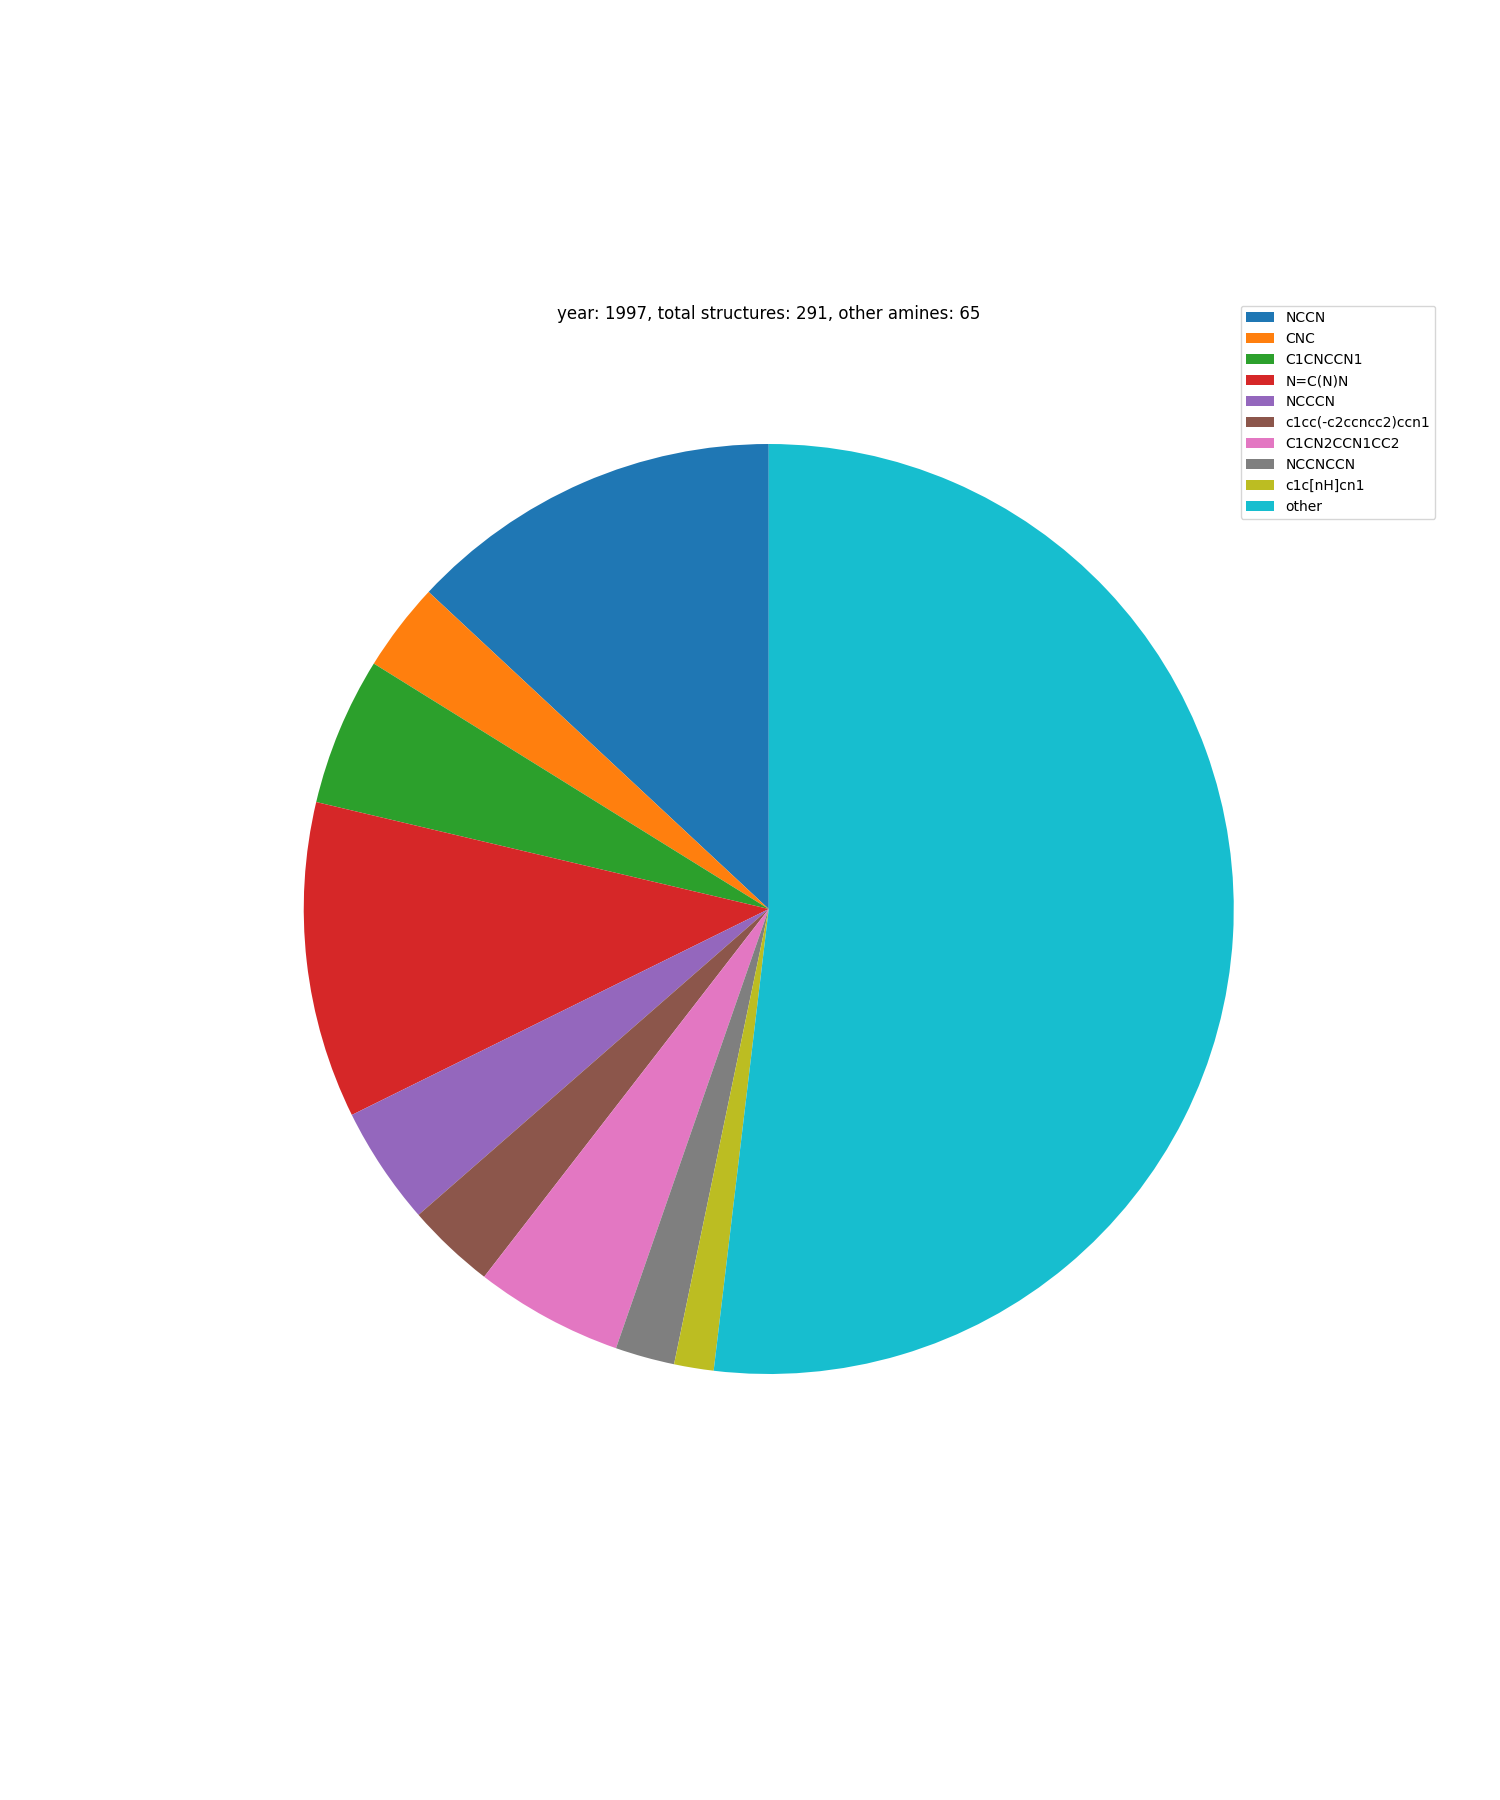 year: 1997, total structures: 291, other amines: 65
NCCN
CNC
C1CNCCN1
N=C(N)N
NCCCN
c1cc(-c2ccncc2)ccn1
C1CN2CCN1CC2
NCCNCCN
c1c[nH]cn1
other